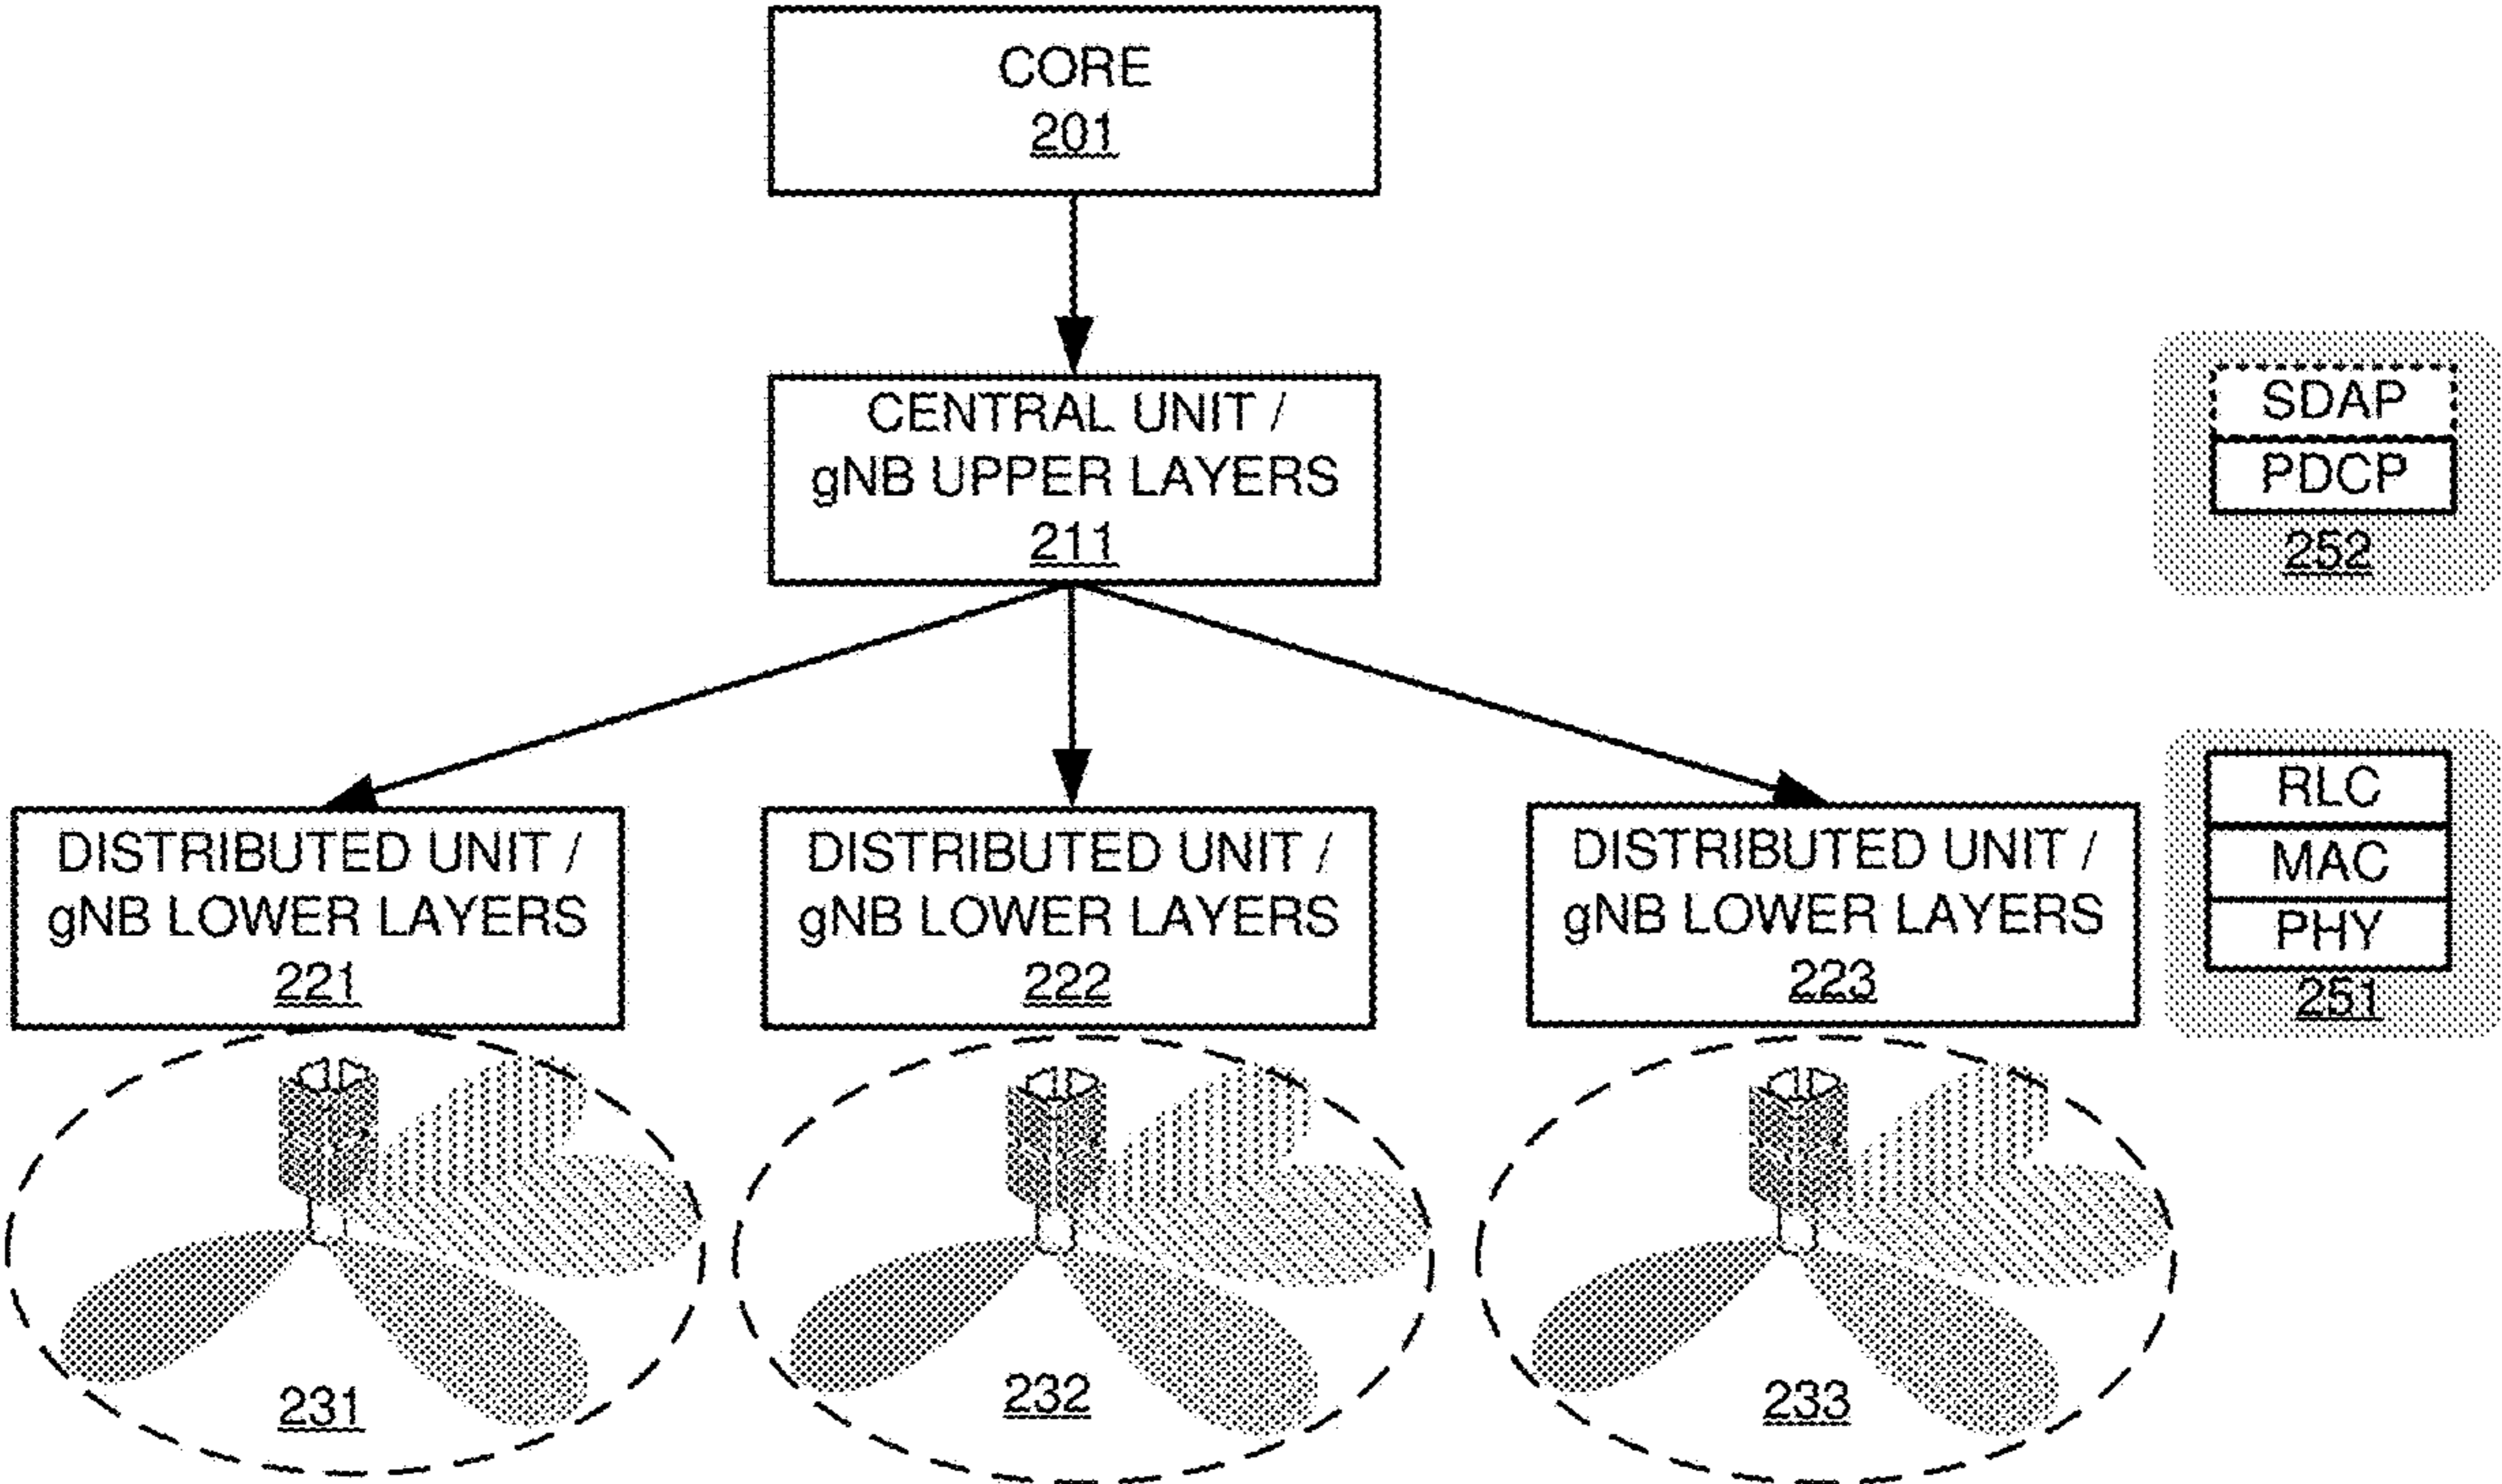 CORE
201
CENTRAL UNIT /
gNB UPPER LAYERS
211
SDAP
PDCP
252
DISTRIBUTED UNIT /
gNB LOWER LAYERS
221
DISTRIBUTED UNIT /
gNB LOWER LAYERS
222
DISTRIBUTED UNIT /
gNB LOWER LAYERS
223
RLC
MAC
PHY
251
231
232
233